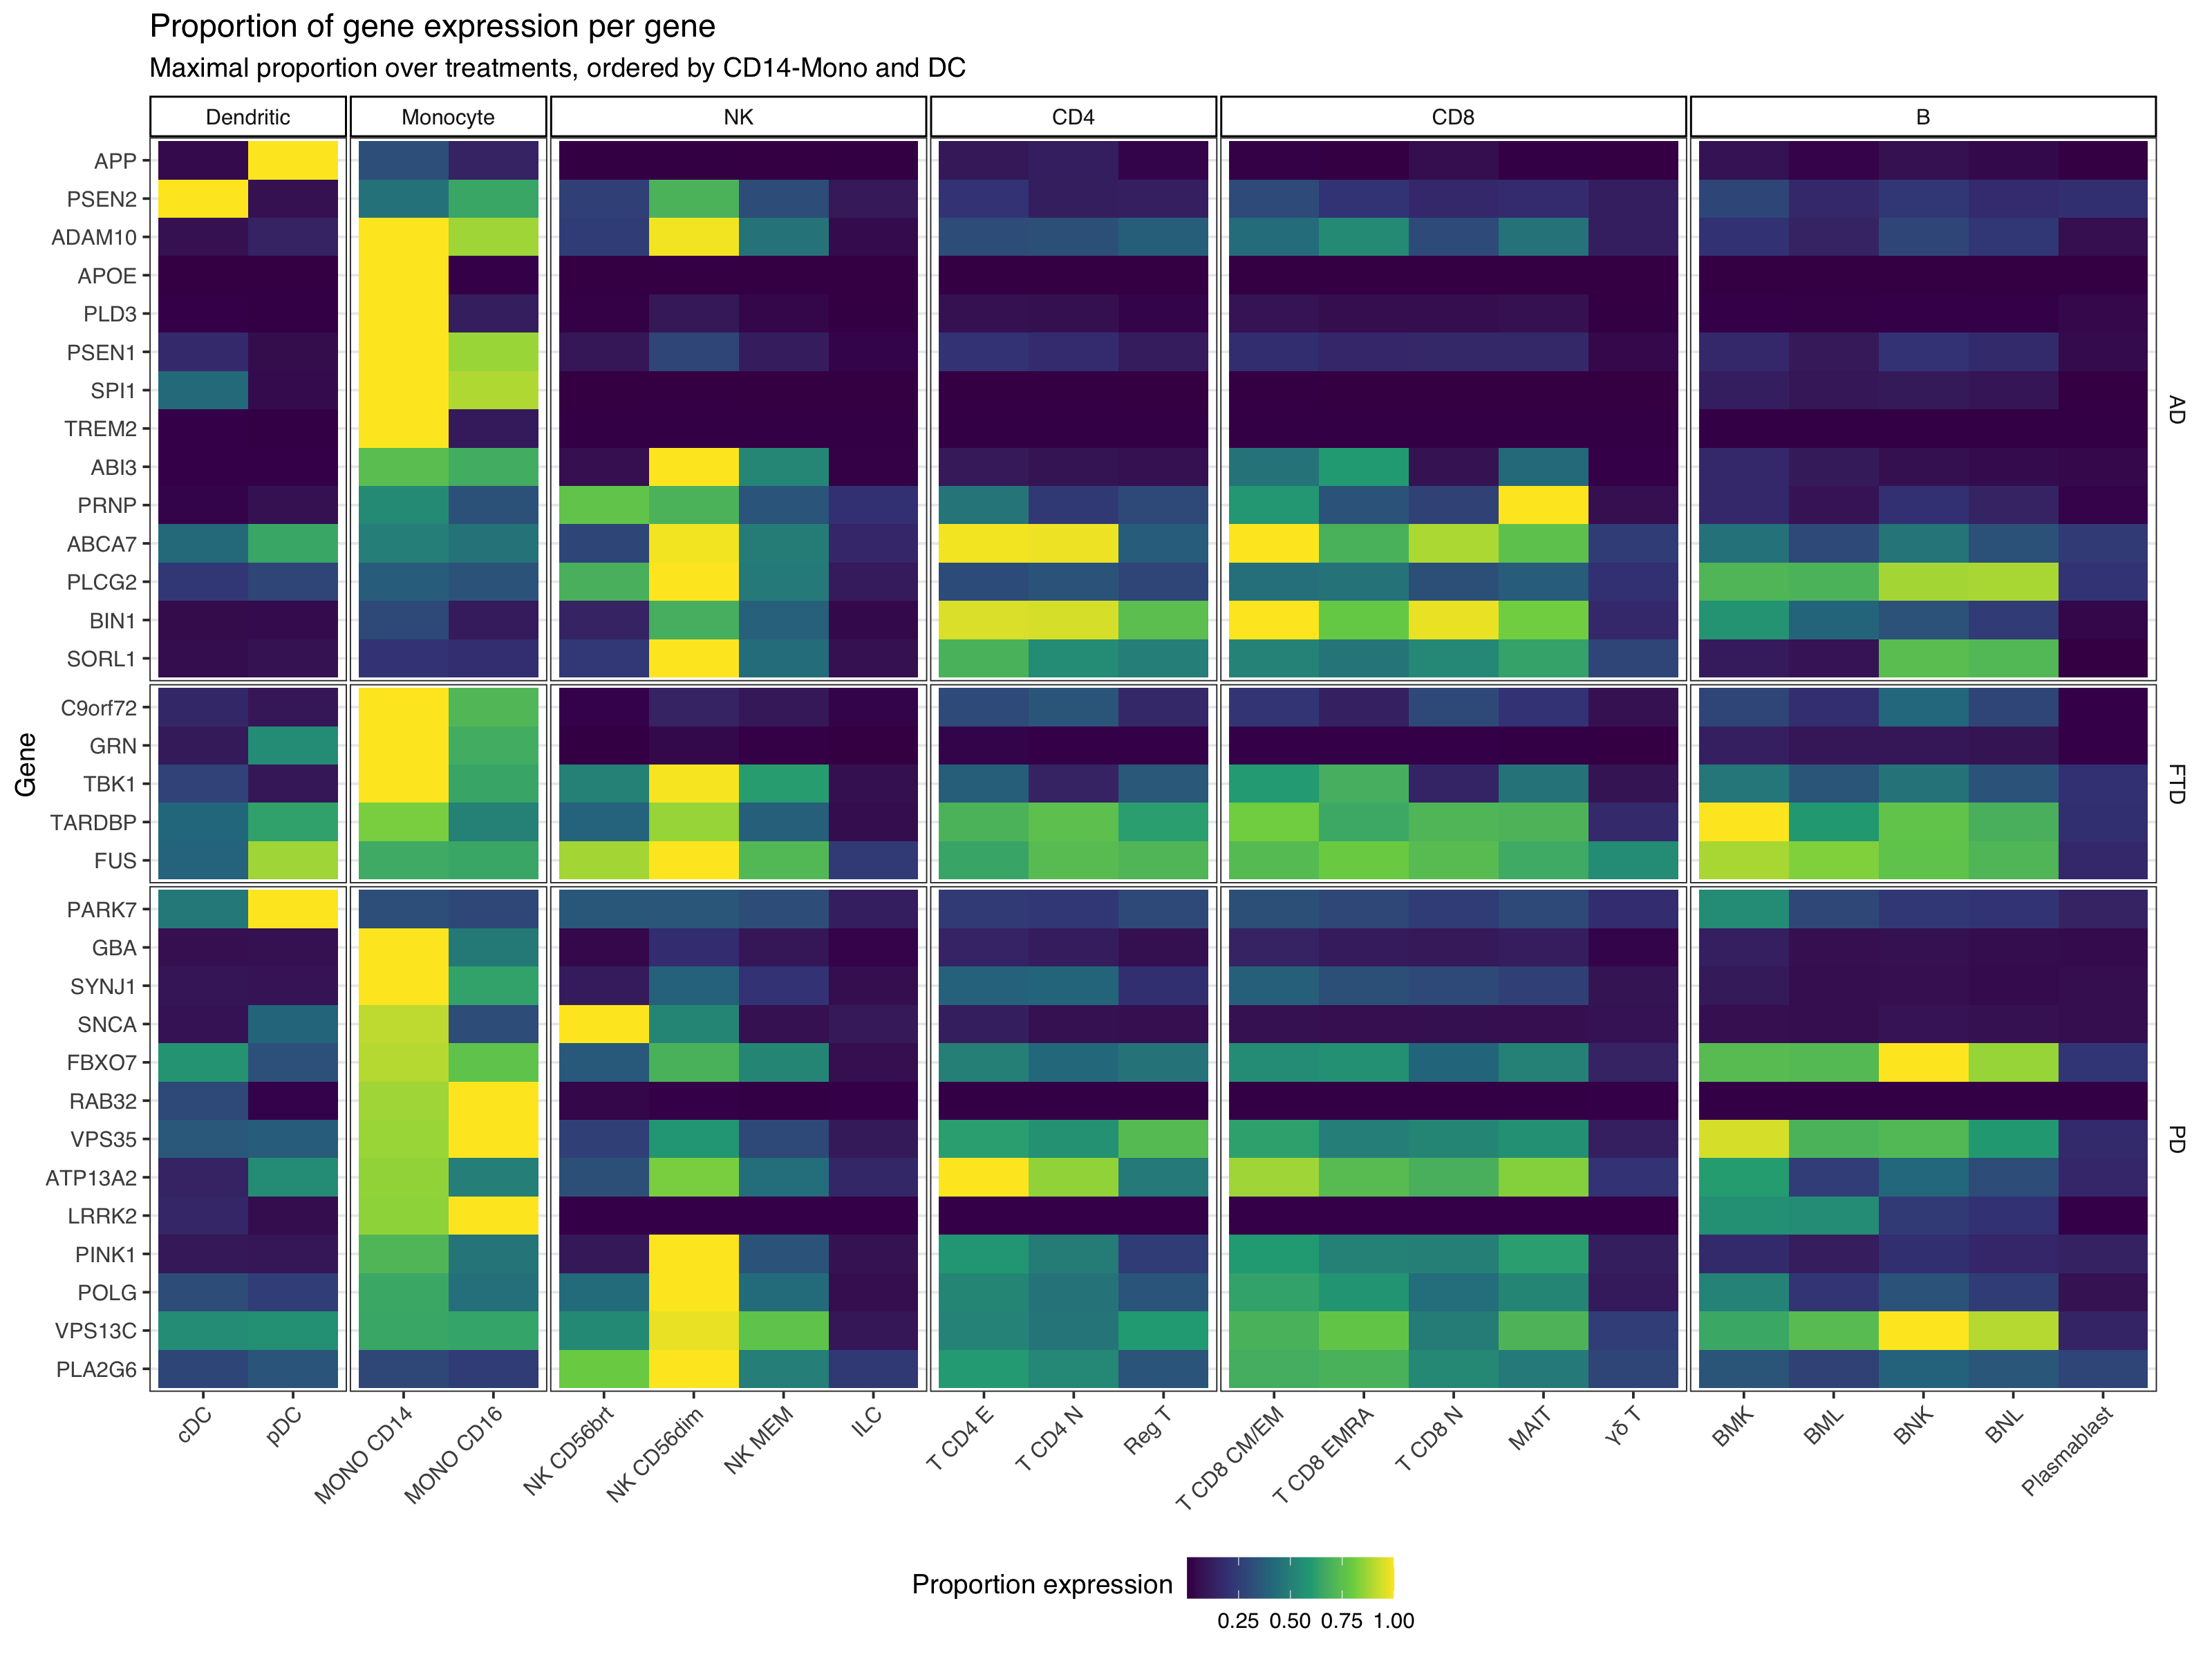 Proportion of gene expression per gene
Maximal proportion over treatments, ordered by CD14-Mono and DC
Dendritic
Monocyte
NK
CD4
CD8
B
APP
PSEN2
ADAM10
APOE
PLD3
PSEN1
SPI1
TREM2
ABI3
PRNP
ABCA7
PLCG2
BIN1
SORL1
AD
C9orf72
GRN
TBK1
TARDBP
FUS
FTD
PARK7
GBA
SYNJ1
SNCA
FBXO7
RAB32
VPS35
ATP13A2
LRRK2
PINK1
POLG
VPS13C
PLA2G6
PD
Gene
cDC
pDC
MONO CD14
MONO CD16
NK CD56brt
NK CD56dim
NK MEM
ILC
T CD4 E
T CD4 N
Reg T
T CD8 CM/EM
T CD8 EMRA
T CD8 N
MAIT
γδ T
BMK
BML
BNK
BNL
Plasmablast
Proportion expression
0.25 0.50 0.75 1.00